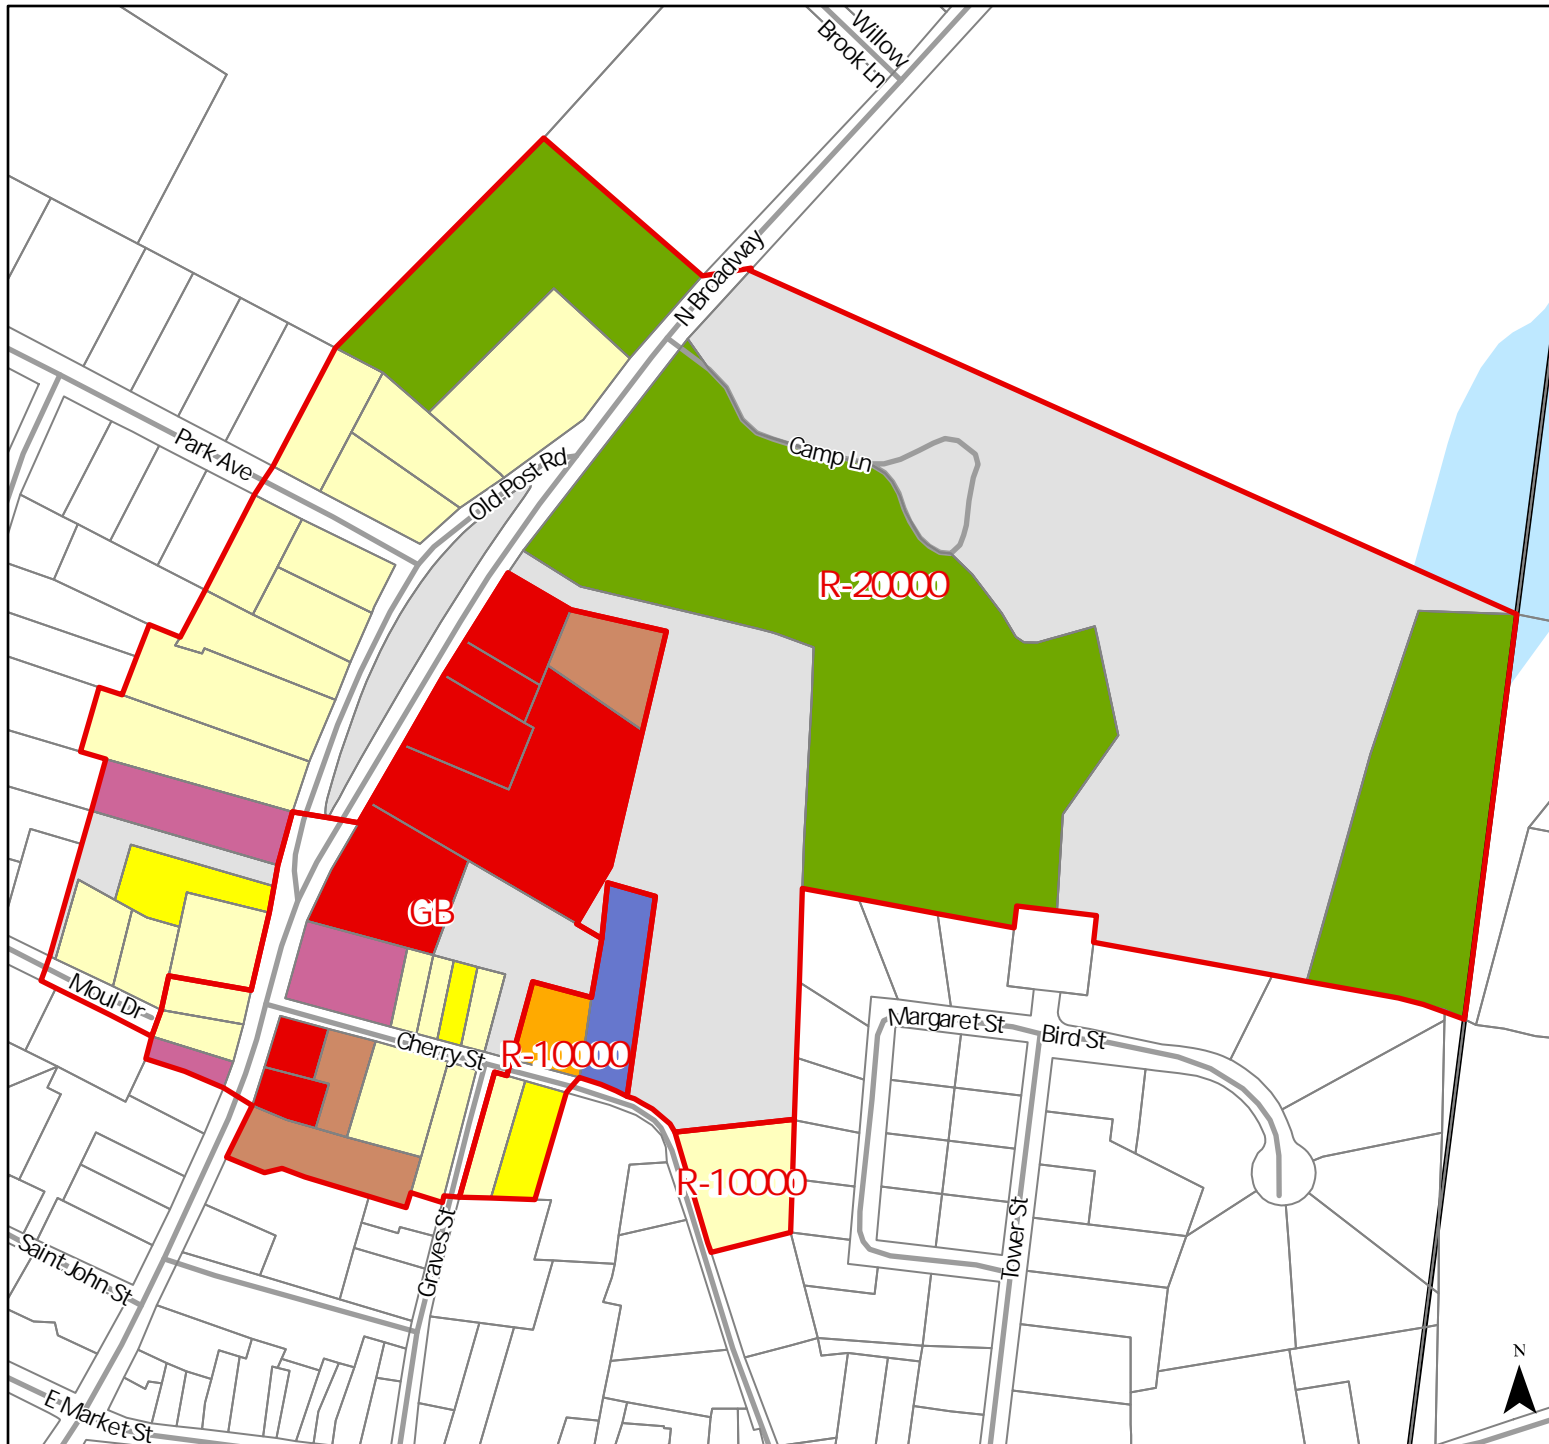 Willow
Brook Ln
N Broadway
Park Ave
Old Post Rd
Camp Ln
R-20000
GB
Moul Dr
Cherry St
R-10000
Margaret St
Bird St
R-10000
Tower St
Graves St
Saint John St
E Market St
N